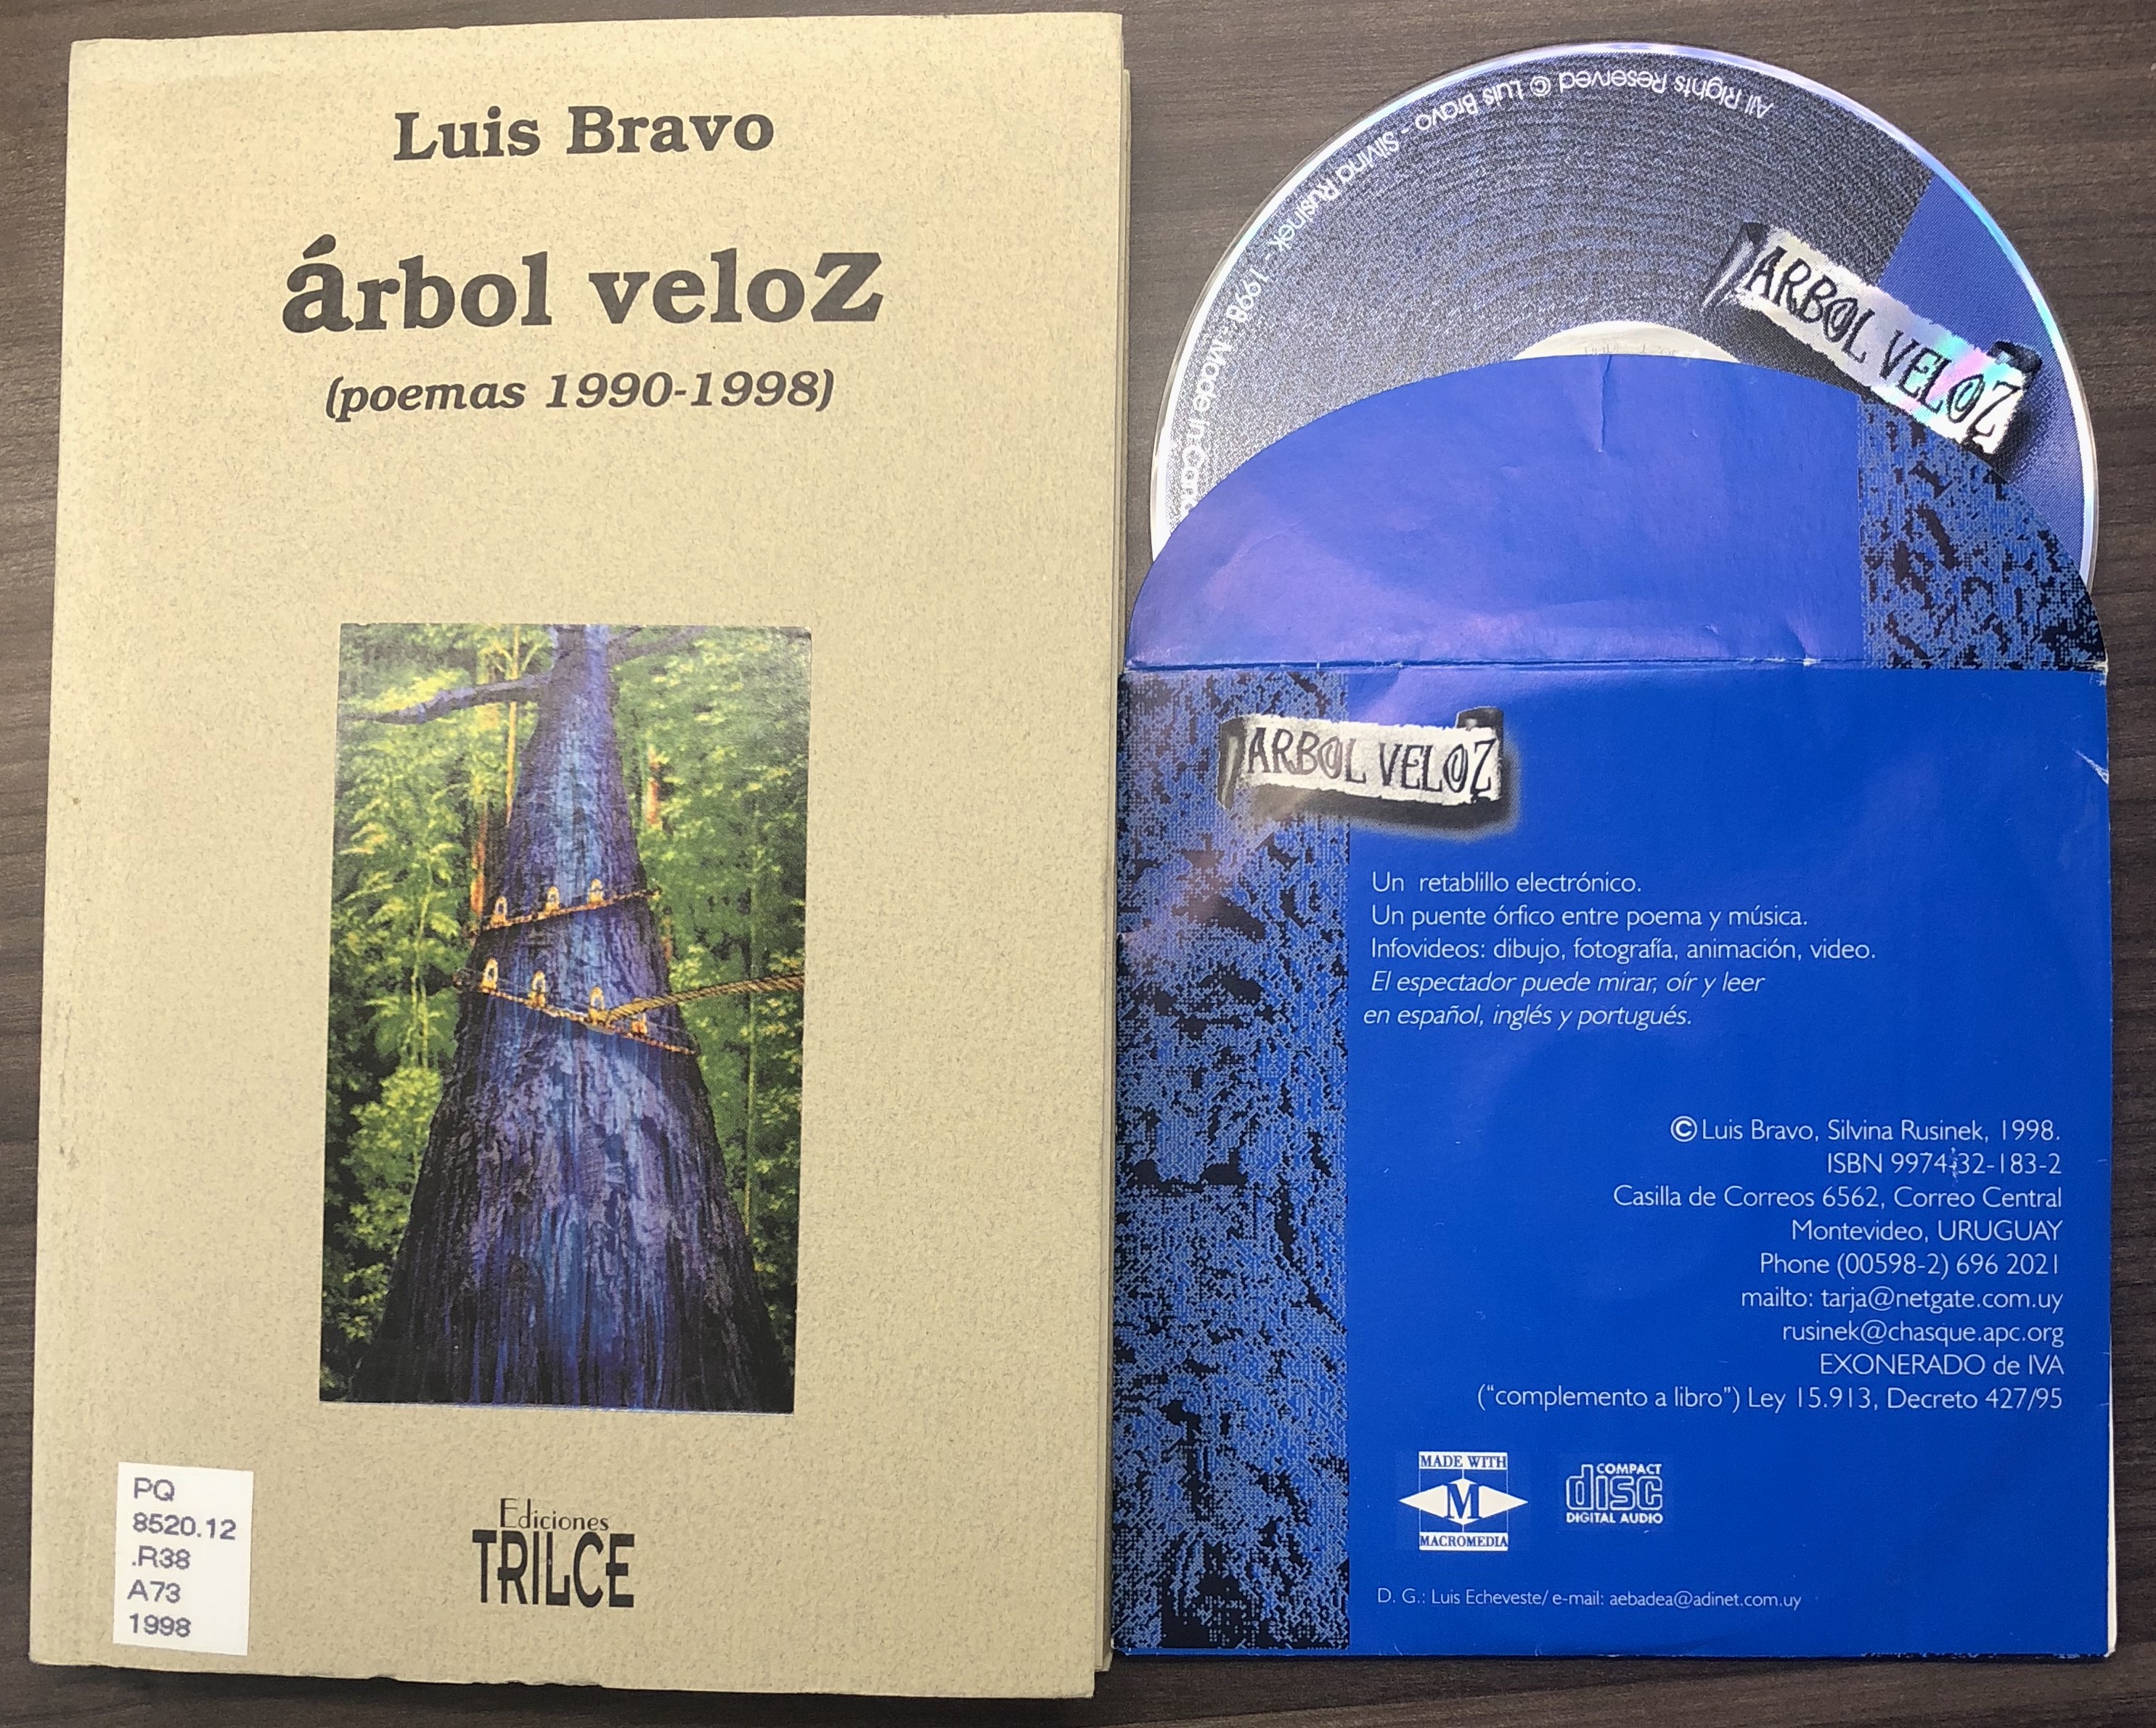 Luis Bravo
árbol veloZ
(poemas 1990-1998)
PQ
8520.12
.R38
A73
1998
Ediciones
TRILCE
All Rights Reserved © Luis Bravo - Silvina Rusinek - 1998 - Made in
ARBOL VELOZ
ARBOL VELOZ
Un retablillo electrónico.
Un puente órfico entre poema y música.
Infovideos: dibujo, fotografía, animación, video.
El espectador puede mirar, oír y leer
en español, inglés y portugués.
©Luis Bravo, Silvina Rusinek, 1998.
ISBN 9974-32-183-2
Casilla de Correos 6562, Correo Central
Montevideo, URUGUAY
Phone (00598-2) 696 2021
mailto: tarja@netgate.com.uy
rusinek@chasque.apc.org
EXONERADO de IVA
("complemento a libro") Ley 15.913, Decreto 427/95
MADE WITH
M
MACROMEDIA
COMPACT
disc
DIGITAL AUDIO
D. G.: Luis Echeveste/ e-mail: aebadea@adinet.com.uy